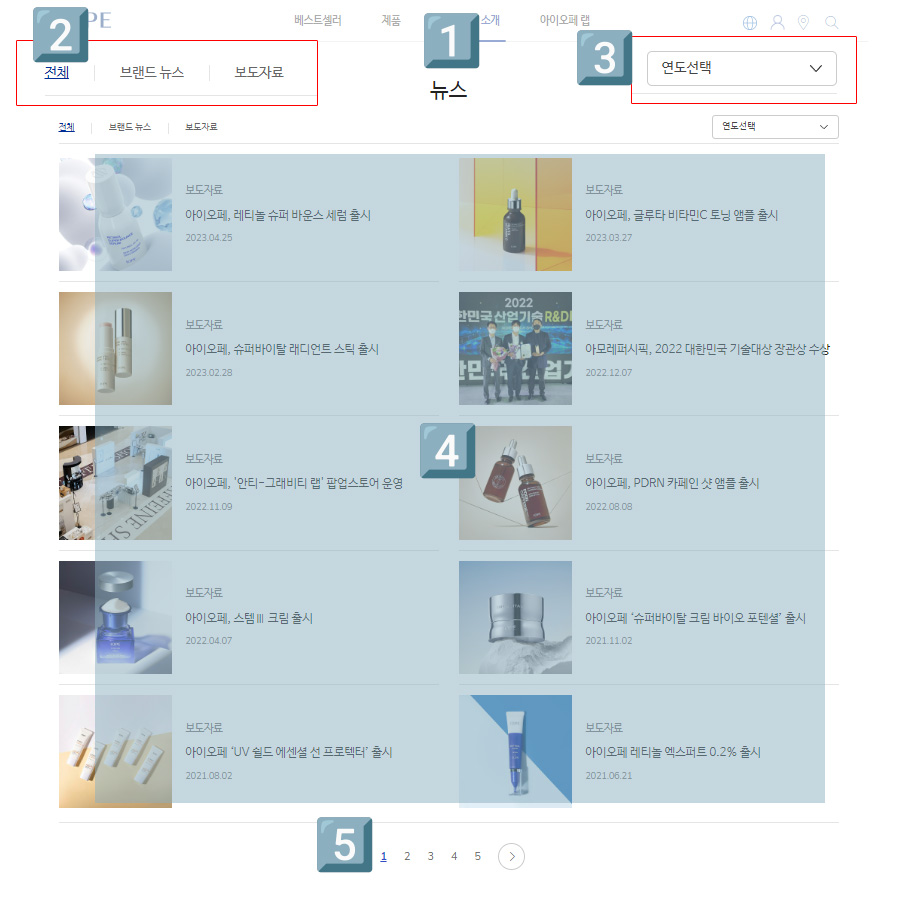 PE
베스트셀러
제품
소개
아이오페 랩
1
2
전체
브랜드 뉴스
보도자료
3
연도선택
뉴스
전체
브랜드 뉴스
보도자료
연도선택
보도자료
아이오페, 레티놀 슈퍼 바운스 세럼 출시
2023.04.25
보도자료
아이오페, 글루타 비타민C 토닝 앰플 출시
2023.03.27
보도자료
아이오페, 슈퍼바이탈 래디언트 스틱 출시
2023.02.28
2022
한민국산업기술R&D
보도자료
아모레퍼시픽, 2022 대한민국 기술대상 장관상 수상
2022.12.07
4
보도자료
아이오페, '안티-그래비티 랩' 팝업스토어 운영
2022.11.09
보도자료
아이오페, PDRN 카페인 샷 앰플 출시
2022.08.08
보도자료
아이오페, 스템Ⅲ 크림 출시
2022.04.07
보도자료
아이오페 ‘슈퍼바이탈 크림 바이오 포텐셜’ 출시
2021.11.02
보도자료
아이오페 ‘UV 쉴드 에센셜 선 프로텍터’ 출시
2021.08.02
보도자료
아이오페 레티놀 엑스퍼트 0.2% 출시
2021.06.21
5
1 2 3 4 5